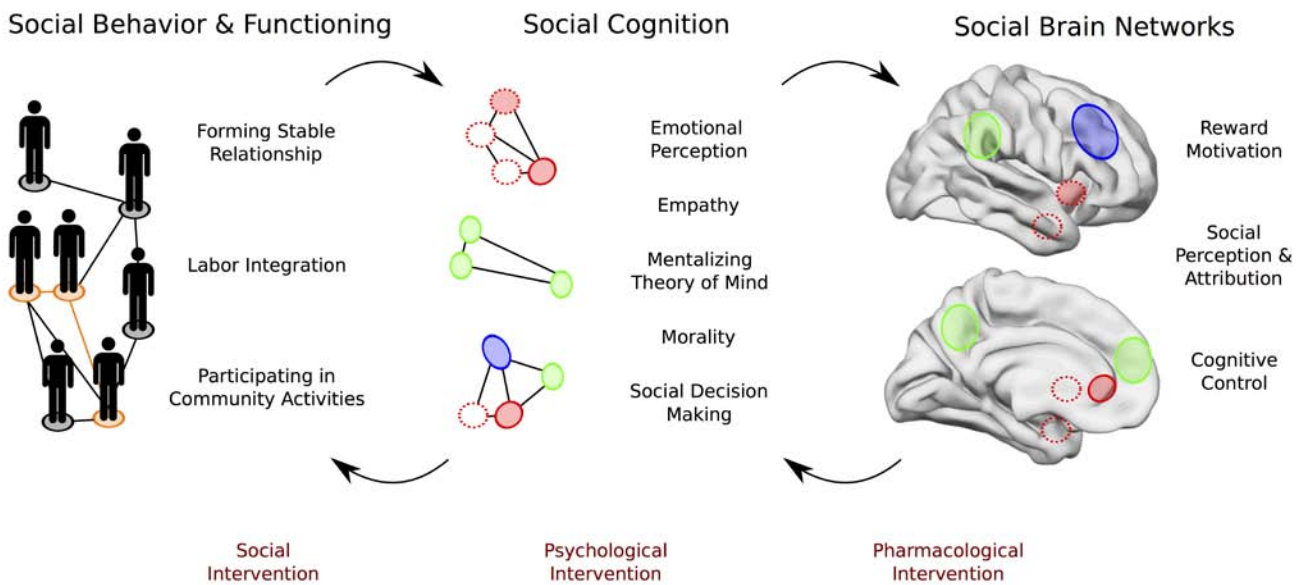 Social Behavior & Functioning
Social Cognition
Social Brain Networks
Forming Stable
Relationship
Labor Integration
Participating in
Community Activities
Emotional
Perception
Empathy
Mentalizing
Theory of Mind
Morality
Social Decision
Making
Reward
Motivation
Social
Perception &
Attribution
Cognitive
Control
Social
Intervention
Psychological
Intervention
Pharmacological
Intervention